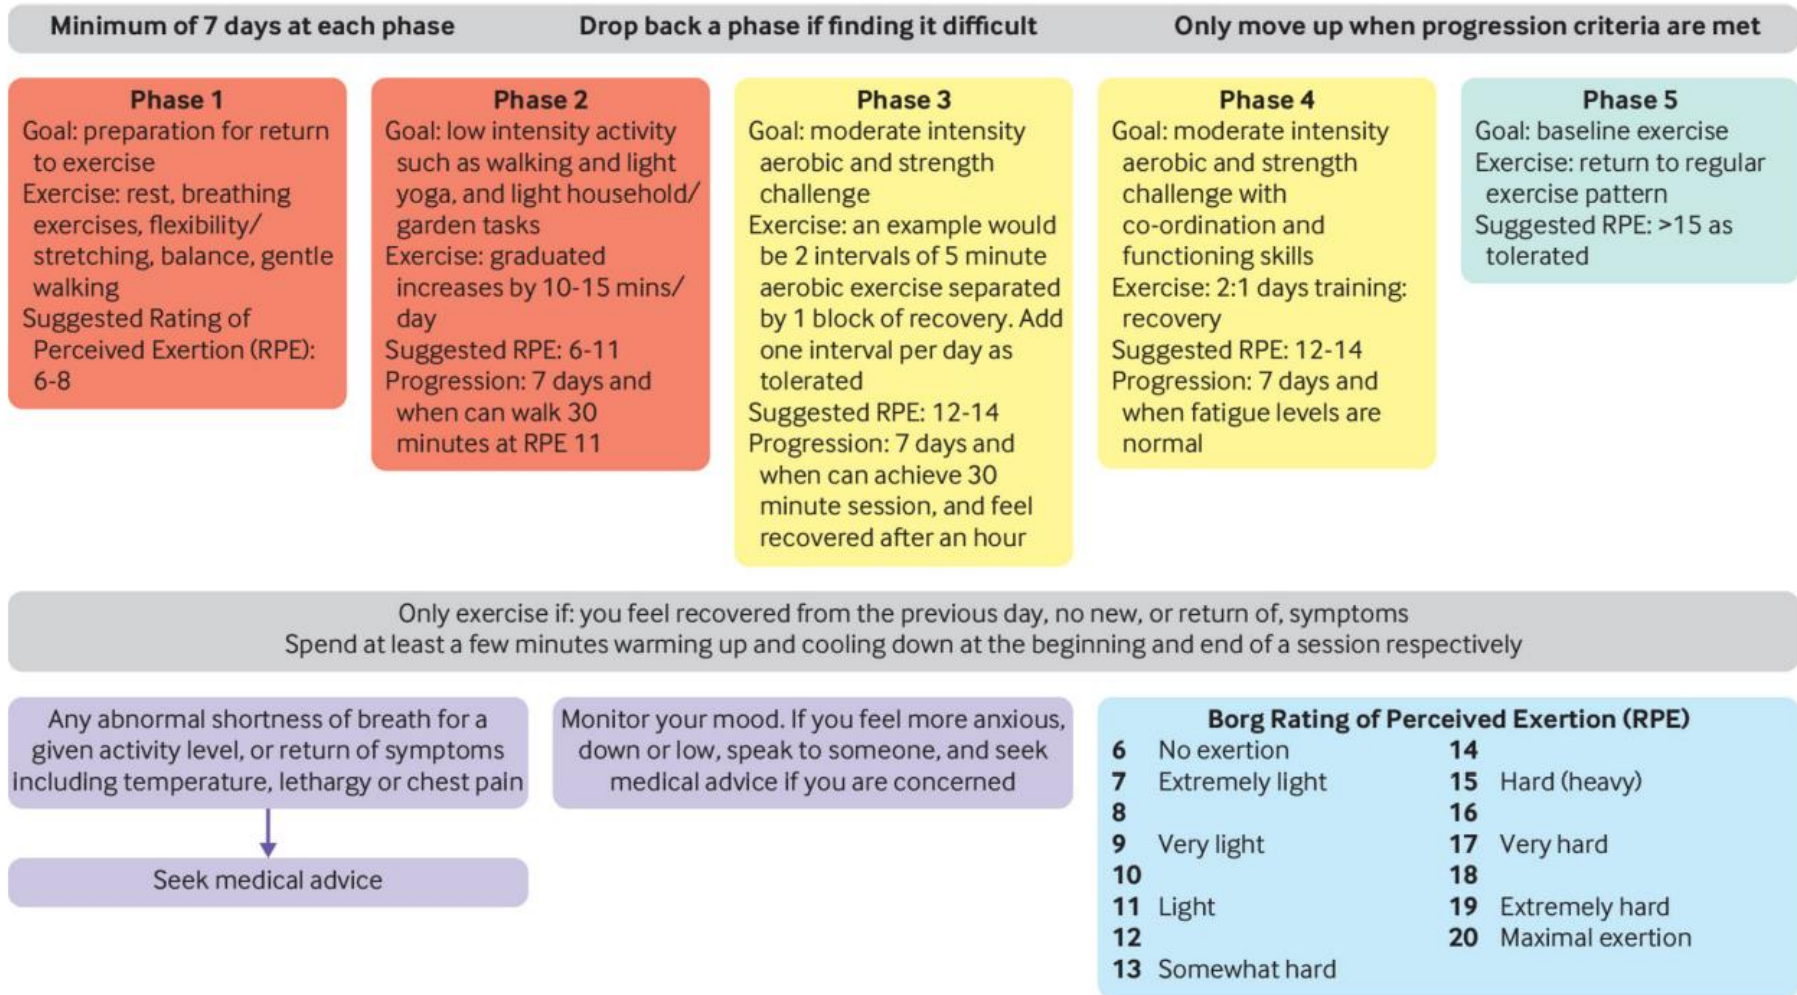 Minimum of 7 days at each phase
Drop back a phase if finding it difficult
Only move up when progression criteria are met
Phase 1
Goal: preparation for return
to exercise
Exercise: rest, breathing
exercises, flexibility/
stretching, balance, gentle
walking
Suggested Rating of
Perceived Exertion (RPE):
6-8
Phase 2
Goal: low intensity activity
such as walking and light
yoga, and light household/
garden tasks
Exercise: graduated
increases by 10-15 mins/
day
Suggested RPE: 6-11
Progression: 7 days and
when can walk 30
minutes at RPE 11
Phase 3
Goal: moderate intensity
aerobic and strength
challenge
Exercise: an example would
be 2 intervals of 5 minute
aerobic exercise separated
by 1 block of recovery. Add
one interval per day as
tolerated
Suggested RPE: 12-14
Progression: 7 days and
when can achieve 30
minute session, and feel
recovered after an hour
Phase 4
Goal: moderate intensity
aerobic and strength
challenge with
co-ordination and
functioning skills
Exercise: 2:1 days training:
recovery
Suggested RPE: 12-14
Progression: 7 days and
when fatigue levels are
normal
Phase 5
Goal: baseline exercise
Exercise: return to regular
exercise pattern
Suggested RPE: >15 as
tolerated
Only exercise if: you feel recovered from the previous day, no new, or return of, symptoms
Spend at least a few minutes warming up and cooling down at the beginning and end of a session respectively
Any abnormal shortness of breath for a
given activity level, or return of symptoms
including temperature, lethargy or chest pain
Seek medical advice
Monitor your mood. If you feel more anxious,
down or low, speak to someone, and seek
medical advice if you are concerned
Borg Rating of Perceived Exertion (RPE)
6 No exertion
7 Extremely light
8
9 Very light
10
11 Light
12
13 Somewhat hard
14
15 Hard (heavy)
16
17 Very hard
18
19 Extremely hard
20 Maximal exertion